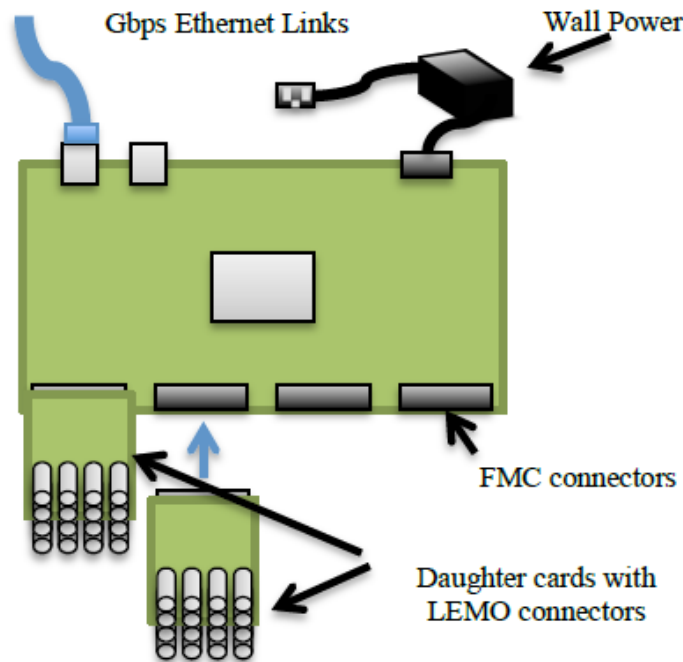 Gbps Ethernet Links
Wall Power
FMC connectors
Daughter cards with
LEMO connectors